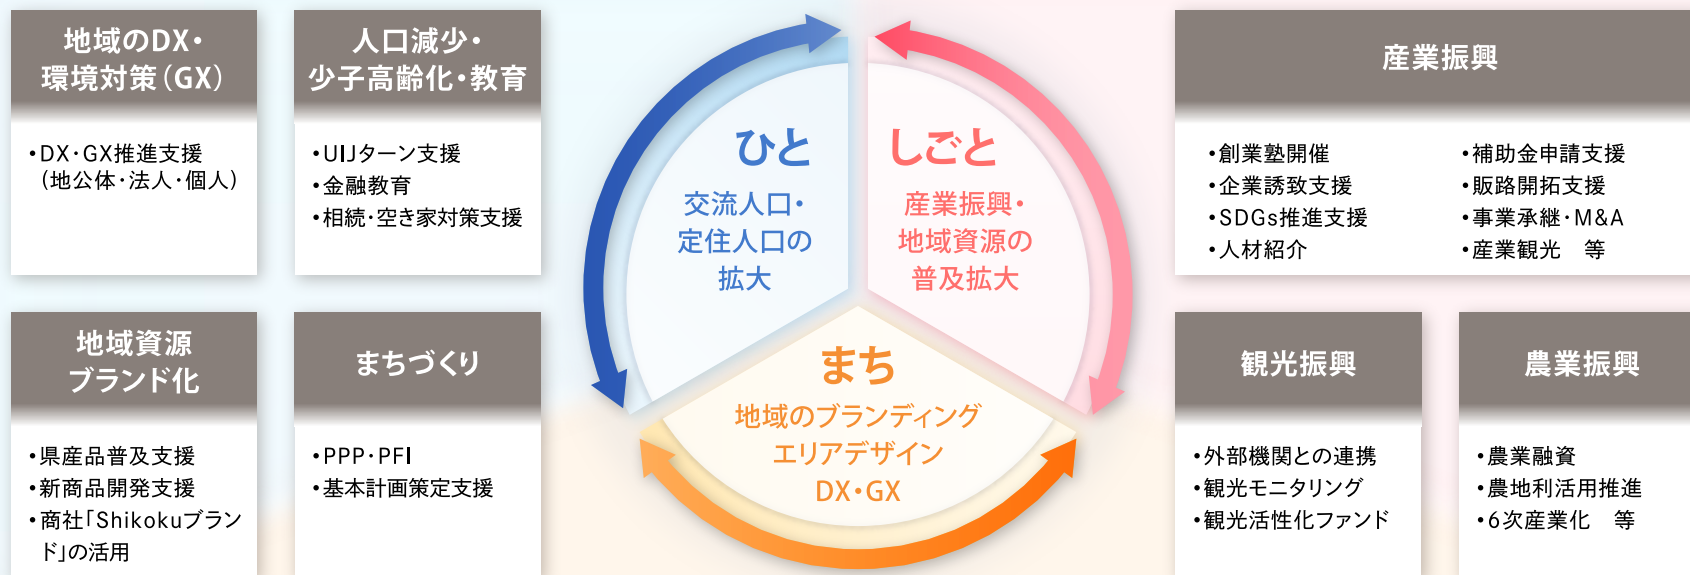 地域のDX・
環境対策（GX）
・DX・GX推進支援
（地公体・法人・個人）
人口減少・
少子高齢化・教育
・UIJターン支援
・金融教育
・相続・空き家対策支援
地域資源
ブランド化
・県産品普及支援
・新商品開発支援
・商社「Shikokuブラン
ド」の活用
まちづくり
・PPP・PFI
・基本計画策定支援
ひと
交流人口・
定住人口の
拡大
しごと
産業振興・
地域資源の
普及拡大
まち
地域のブランディング
エリアデザイン
DX・GX
産業振興
・創業塾開催
・企業誘致支援
・SDGs推進支援
・人材紹介
・補助金申請支援
・販路開拓支援
・事業承継・M&A
・産業観光　等
観光振興
・外部機関との連携
・観光モニタリング
・観光活性化ファンド
農業振興
・農業融資
・農地利活用推進
・6次産業化　等